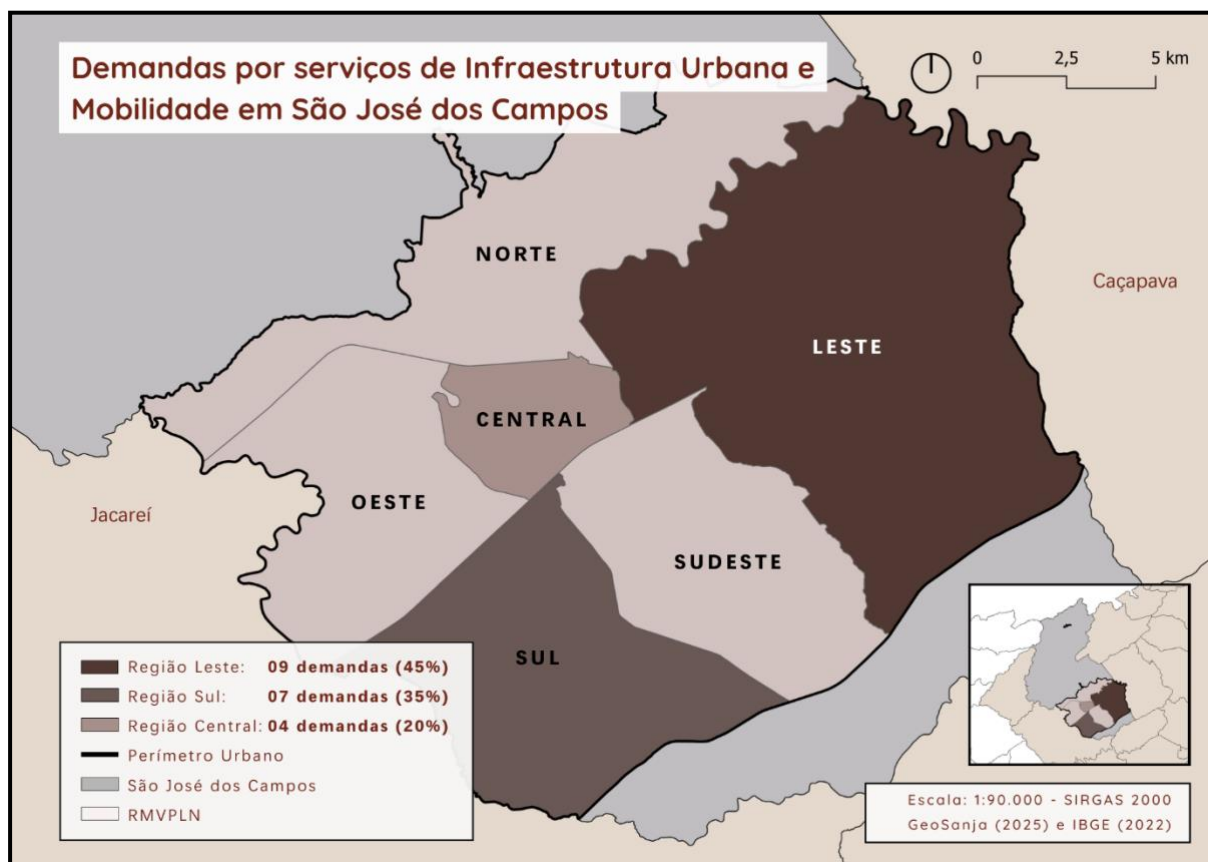 Demandas por serviços de Infraestrutura Urbana e
Mobilidade em São José dos Campos
0 2,5 5 km
NORTE
Caçapava
LESTE
CENTRAL
OESTE
Jacareí
SUDESTE
SUL
Região Leste: 09 demandas (45%)
Região Sul: 07 demandas (35%)
Região Central: 04 demandas (20%)
Perímetro Urbano
São José dos Campos
RMVPLN
Escala: 1:90.000 - SIRGAS 2000
GeoSanja (2025) e IBGE (2022)